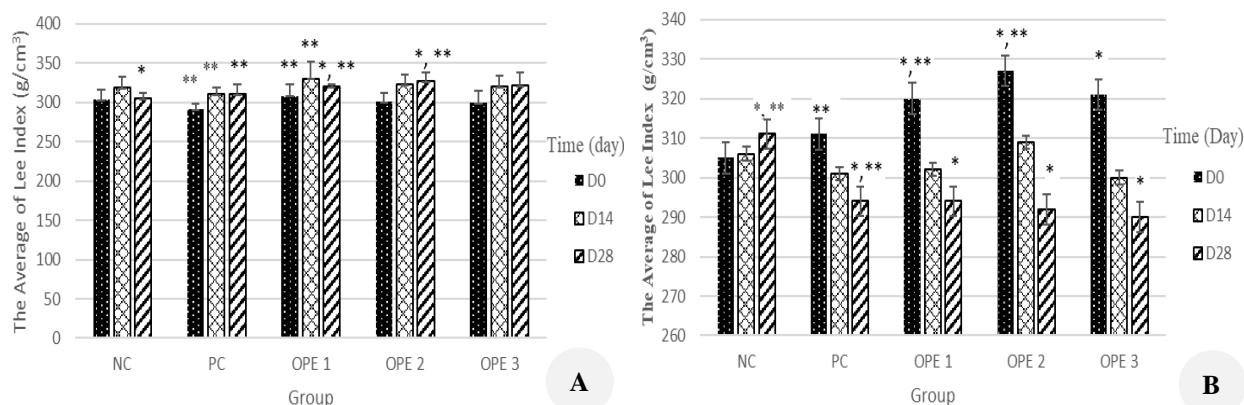 The Average of Lee Index (g/cm³)
400
350
300
250
200
150
100
50
0
*
**
**
**
**
**
*, **
*, **
NC
PC
OPE 1
OPE 2
OPE 3
Group
Time (day)
D0
D14
D28
A
The Average of Lee Index (g/cm³)
340
330
320
310
300
290
280
270
260
*, **
**
*, **
*, **
*
*, **
*
*
*
NC
PC
OPE 1
OPE 2
OPE 3
Group
Time (Day)
D0
D14
D28
B